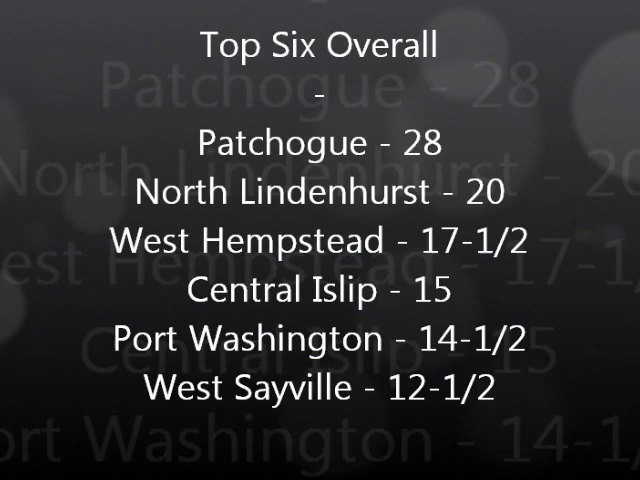 Top Six Overall
-
Patchogue - 28
North Lindenhurst - 20
West Hempstead - 17-1/2
Central Islip - 15
Port Washington - 14-1/2
West Sayville - 12-1/2